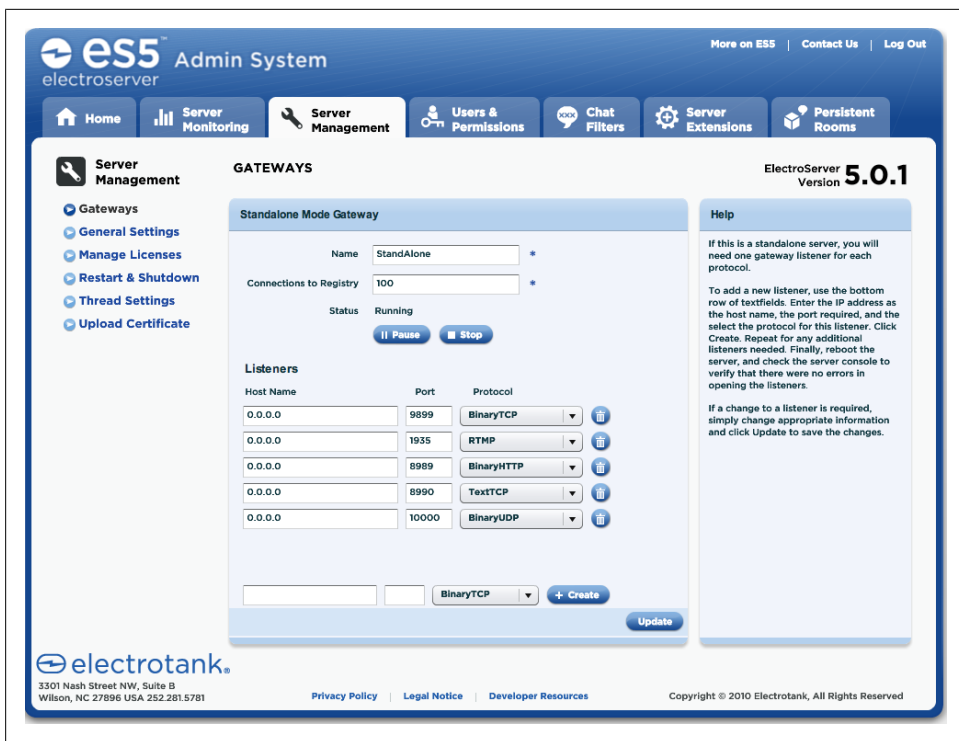 More on ES5 | Contact Us | Log Out
es5™ Admin System
electroserver
Home
Server Monitoring
Server Management
Users & Permissions
Chat Filters
Server Extensions
Persistent Rooms
Server Management
Gateways
General Settings
Manage Licenses
Restart & Shutdown
Thread Settings
Upload Certificate
GATEWAYS
ElectroServer Version 5.0.1
Standalone Mode Gateway
Name StandAlone *
Connections to Registry 100 *
Status Running
Pause Stop
Listeners
Host Name Port Protocol
0.0.0.0 9899 BinaryTCP
0.0.0.0 1935 RTMP
0.0.0.0 8989 BinaryHTTP
0.0.0.0 8990 TextTCP
0.0.0.0 10000 BinaryUDP
BinaryTCP + Create
Update
Help
If this is a standalone server, you will
need one gateway listener for each
protocol.
To add a new listener, use the bottom
row of textfields. Enter the IP address as
the host name, the port required, and the
select the protocol for this listener. Click
Create. Repeat for any additional
listeners needed. Finally, reboot the
server, and check the server console to
verify that there were no errors in
opening the listeners.
If a change to a listener is required,
simply change appropriate information
and click Update to save the changes.
electrotank®
3301 Nash Street NW, Suite B
Wilson, NC 27896 USA 252.281.5781
Privacy Policy | Legal Notice | Developer Resources
Copyright © 2010 Electrotank, All Rights Reserved